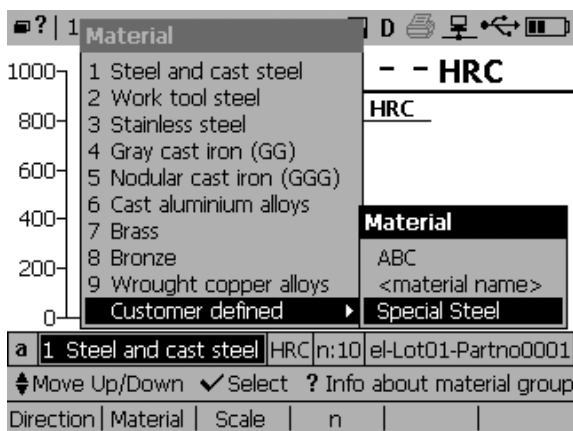 ? 1 D
Material
1000
800
600
400
200
0
1 Steel and cast steel
2 Work tool steel
3 Stainless steel
4 Gray cast iron (GG)
5 Nodular cast iron (GGG)
6 Cast aluminium alloys
7 Brass
8 Bronze
9 Wrought copper alloys
Customer defined
- - HRC
HRC
Material
ABC
<material name>
Special Steel
a 1 Steel and cast steel HRC n:10 el-Lot01-Partno0001
Move Up/Down Select ? Info about material group
Direction Material Scale n